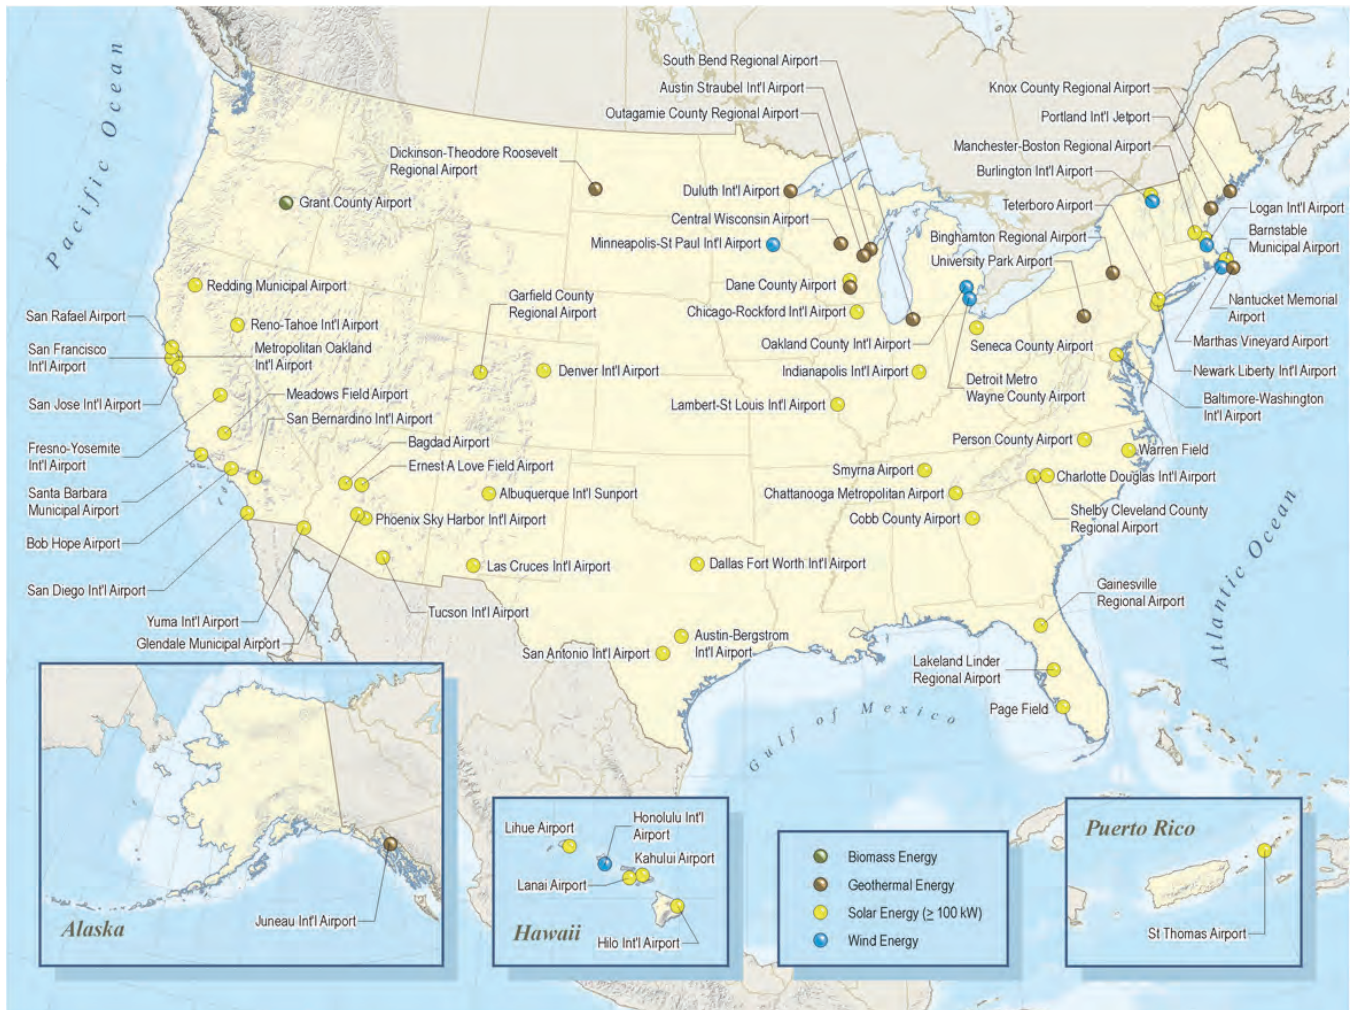 Pacific Ocean
South Bend Regional Airport
Austin Straubel Int'l Airport
Outagamie County Regional Airport
Knox County Regional Airport
Portland Int'l Jetport
Manchester-Boston Regional Airport
Burlington Int'l Airport
Dickinson-Theodore Roosevelt
Regional Airport
Duluth Int'l Airport
Grant County Airport
Teterboro Airport
Logan Int'l Airport
Central Wisconsin Airport
Barnstable
Municipal Airport
Minneapolis-St Paul Int'l Airport
Binghamton Regional Airport
University Park Airport
Redding Municipal Airport
Dane County Airport
Garfield County
Regional Airport
Nantucket Memorial
Airport
San Rafael Airport
Reno-Tahoe Int'l Airport
Chicago-Rockford Int'l Airport
San Francisco
Int'l Airport
Metropolitan Oakland
Int'l Airport
Oakland County Int'l Airport
Seneca County Airport
Marthas Vineyard Airport
Denver Int'l Airport
Indianapolis Int'l Airport
Newark Liberty Int'l Airport
Detroit Metro
Wayne County Airport
Baltimore-Washington
Int'l Airport
San Jose Int'l Airport
Meadows Field Airport
San Bernardino Int'l Airport
Lambert-St Louis Int'l Airport
Fresno-Yosemite
Int'l Airport
Bagdad Airport
Person County Airport
Warren Field
Ernest A Love Field Airport
Smyrna Airport
Charlotte Douglas Int'l Airport
Santa Barbara
Municipal Airport
Albuquerque Int'l Sunport
Chattanooga Metropolitan Airport
Shelby Cleveland County
Regional Airport
Bob Hope Airport
Phoenix Sky Harbor Int'l Airport
Cobb County Airport
Atlantic Ocean
San Diego Int'l Airport
Las Cruces Int'l Airport
Dallas Fort Worth Int'l Airport
Gainesville
Regional Airport
Yuma Int'l Airport
Tucson Int'l Airport
Glendale Municipal Airport
Austin-Bergstrom
Int'l Airport
San Antonio Int'l Airport
Lakeland Linder
Regional Airport
Page Field
Gulf of Mexico
Juneau Int'l Airport
Alaska
Lihue Airport
Honolulu Int'l
Airport
Kahului Airport
Lanai Airport
Hilo Int'l Airport
Hawaii
Biomass Energy
Geothermal Energy
Solar Energy (≥ 100 kW)
Wind Energy
Puerto Rico
St Thomas Airport